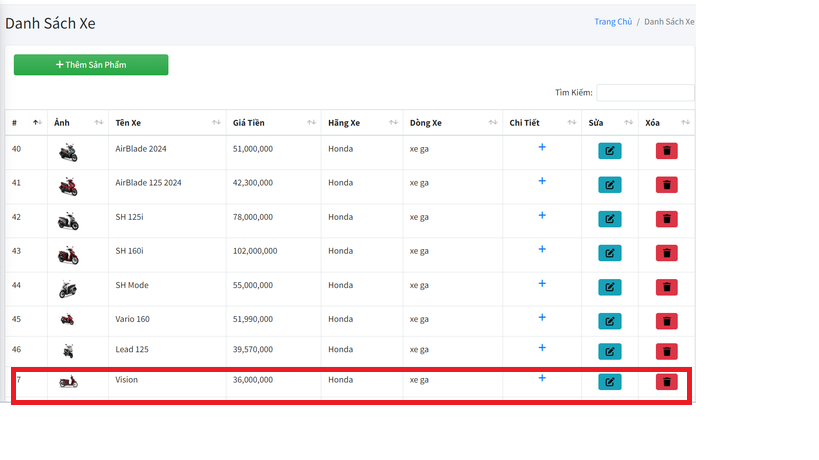 Danh Sách Xe
Trang Chủ / Danh Sách Xe
+ Thêm Sản Phẩm
Tìm Kiếm:
# Ảnh Tên Xe Giá Tiền Hãng Xe Dòng Xe Chi Tiết Sửa Xóa
40 AirBlade 2024 51,000,000 Honda xe ga +
41 AirBlade 125 2024 42,300,000 Honda xe ga +
42 SH 125i 78,000,000 Honda xe ga +
43 SH 160i 102,000,000 Honda xe ga +
44 SH Mode 55,000,000 Honda xe ga +
45 Vario 160 51,990,000 Honda xe ga +
46 Lead 125 39,570,000 Honda xe ga +
7 Vision 36,000,000 Honda xe ga +